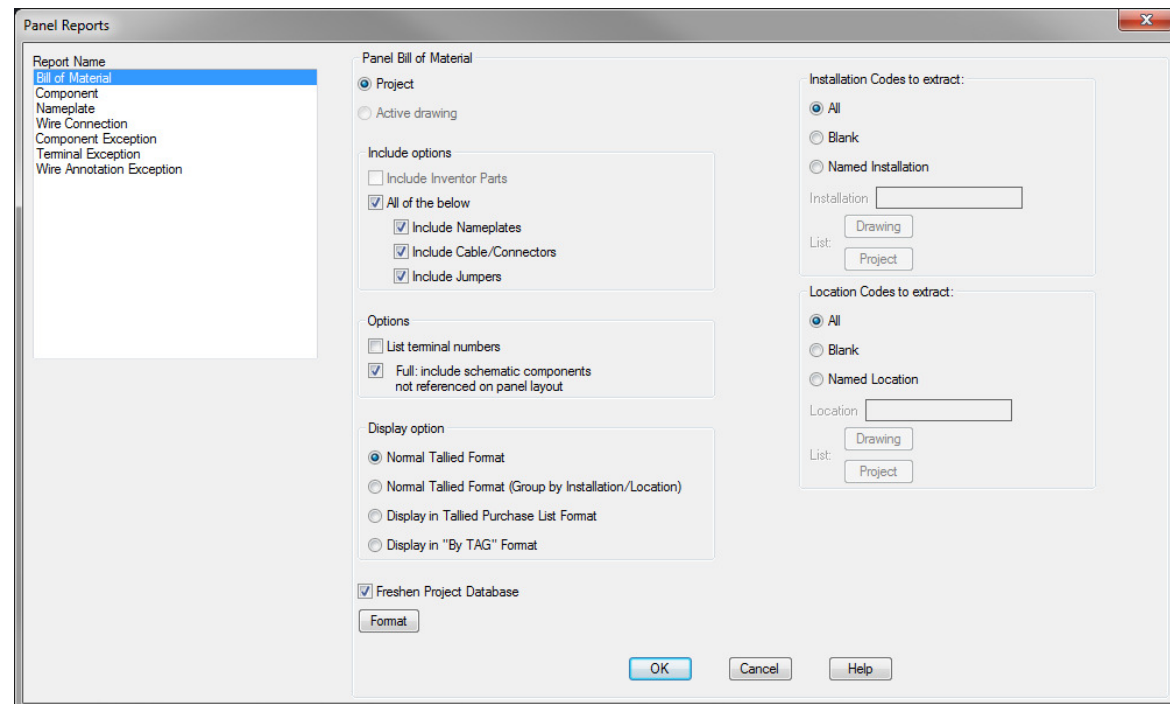 Panel Reports
Report Name
Bill of Material
Component
Nameplate
Wire Connection
Component Exception
Terminal Exception
Wire Annotation Exception
Panel Bill of Material
Project
Active drawing
Include options
Include Inventor Parts
All of the below
Include Nameplates
Include Cable/Connectors
Include Jumpers
Options
List terminal numbers
Full: include schematic components
not referenced on panel layout
Display option
Normal Tallied Format
Normal Tallied Format (Group by Installation/Location)
Display in Tallied Purchase List Format
Display in "By TAG" Format
Freshen Project Database
Format
Installation Codes to extract:
All
Blank
Named Installation
Installation
Drawing
List:
Project
Location Codes to extract:
All
Blank
Named Location
Location
Drawing
List:
Project
OK Cancel Help